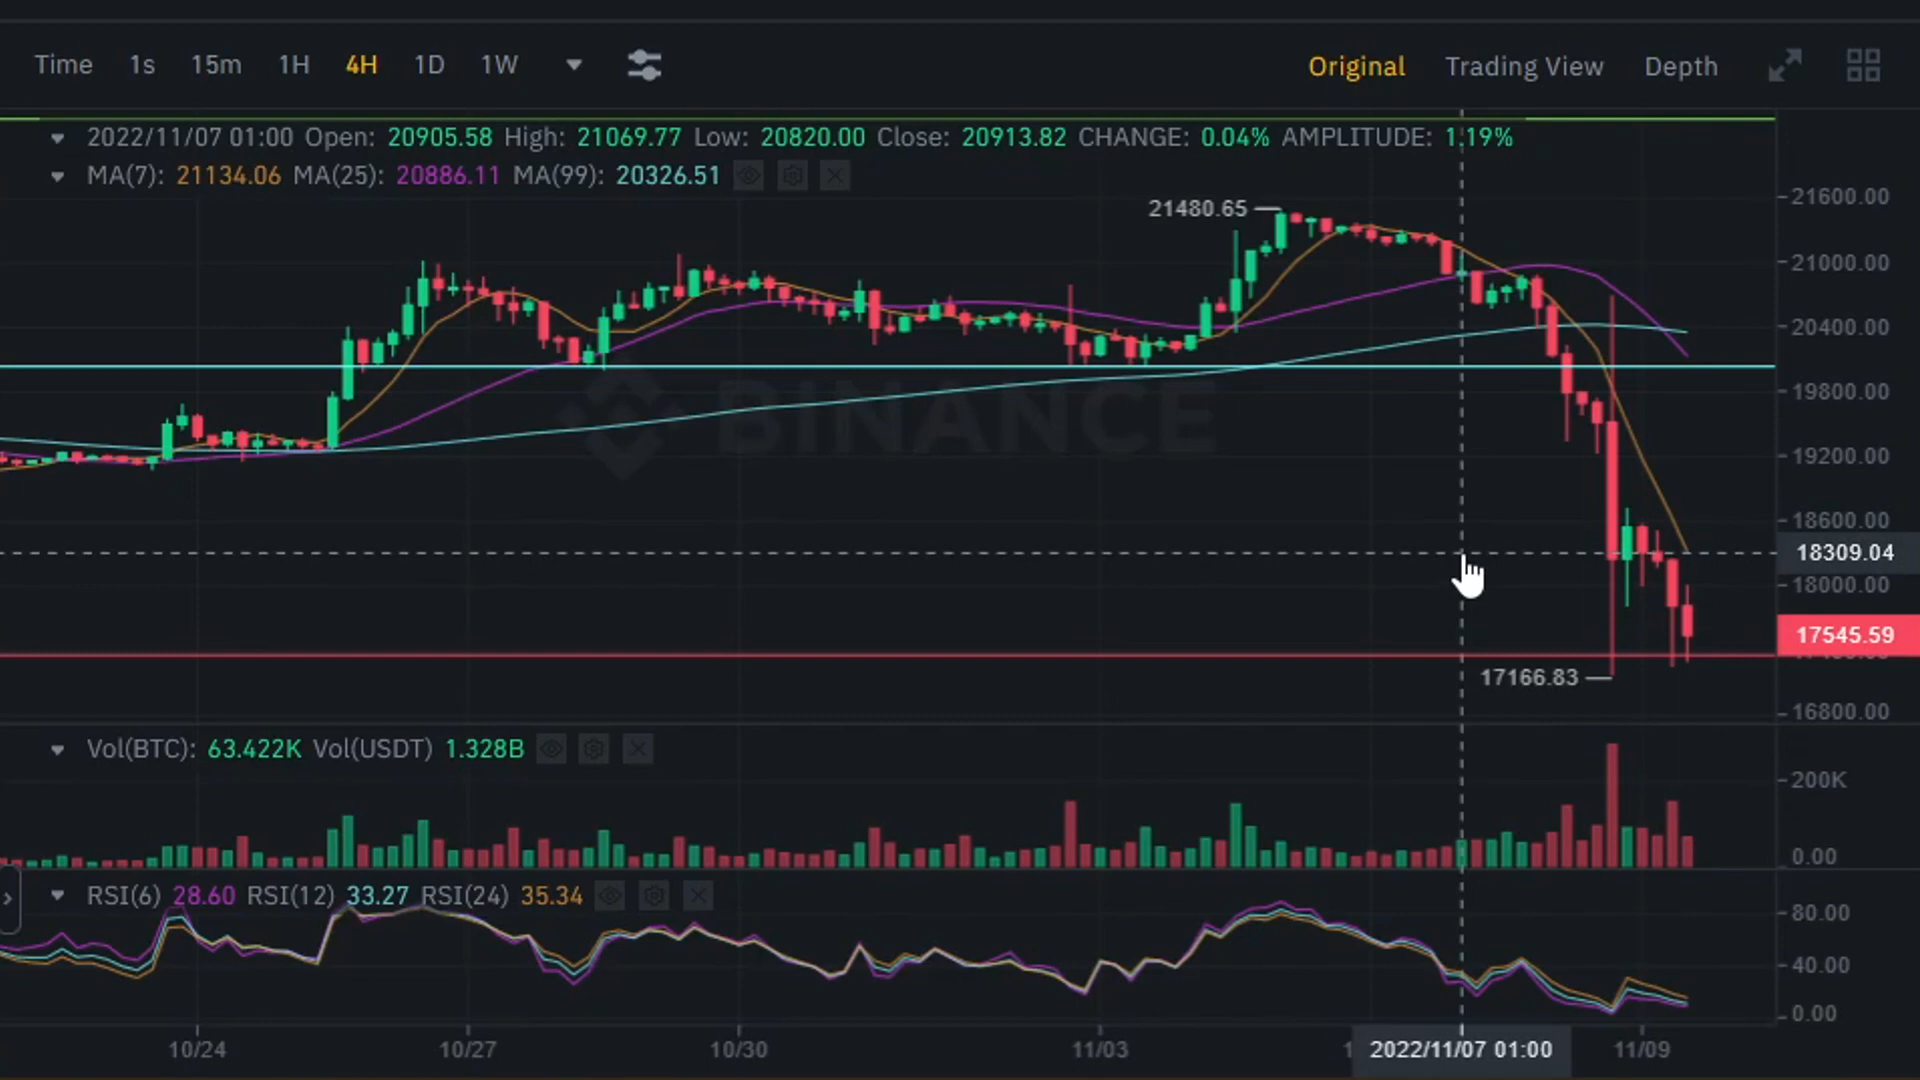 Time 1s 15m 1H 4H 1D 1W Original Trading View Depth
2022/11/07 01:00 Open: 20905.58 High: 21069.77 Low: 20820.00 Close: 20913.82 CHANGE: 0.04% AMPLITUDE: 1.19%
MA(7): 21134.06 MA(25): 20886.11 MA(99): 20326.51
21600.00
21480.65
21000.00
20400.00
19800.00
BINANCE
19200.00
18600.00
18309.04
18000.00
17545.59
17166.83
16800.00
Vol(BTC): 63.422K Vol(USDT) 1.328B
200K
0.00
RSI(6) 28.60 RSI(12) 33.27 RSI(24) 35.34
80.00
40.00
0.00
10/24 10/27 10/30 11/03 2022/11/07 01:00 11/09